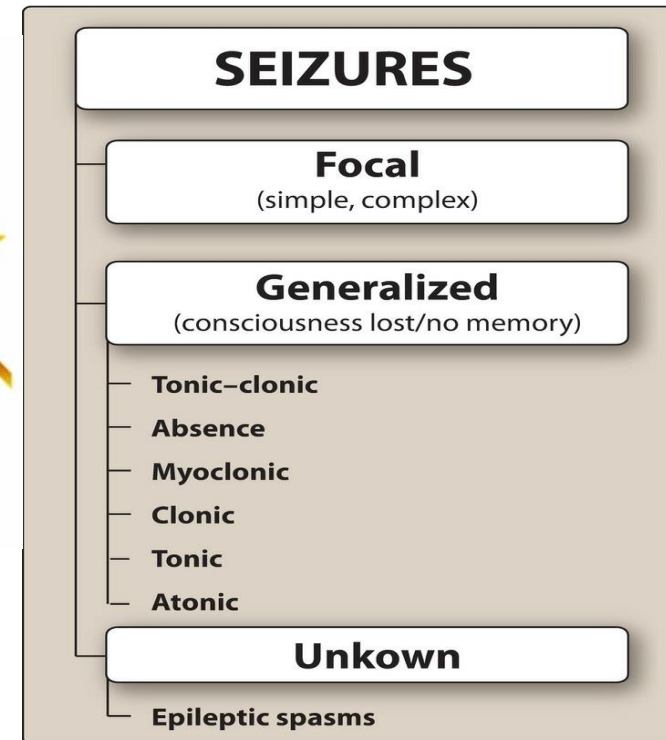 SEIZURES
Focal
(simple, complex)
Generalized
(consciousness lost/no memory)
Tonic–clonic
Absence
Myoclonic
Clonic
Tonic
Atonic
Unkown
Epileptic spasms